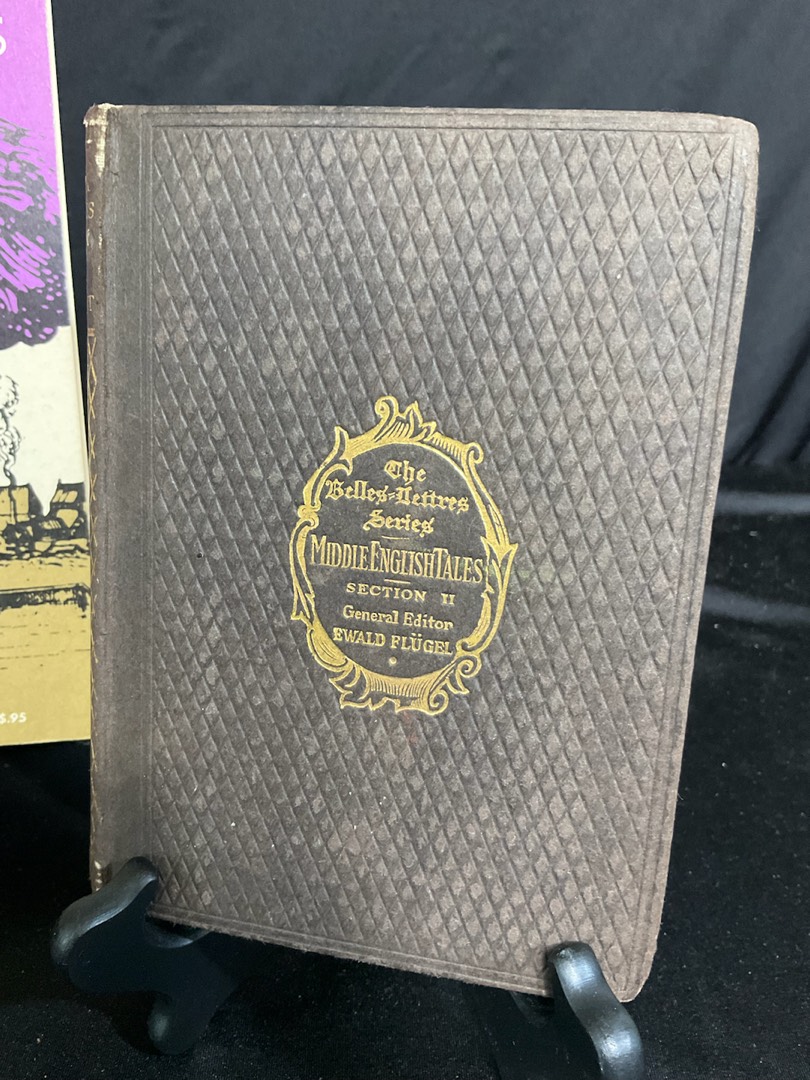 The
Belles-Lettres
Series
MIDDLE ENGLISH TALES
SECTION II
General Editor
EWALD FLÜGEL